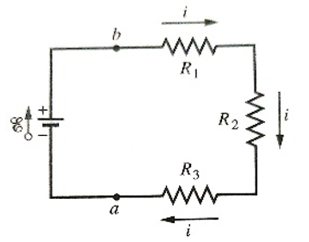 i
b
R₁
+
ℰ
−
R₂
i
R₃
a
i